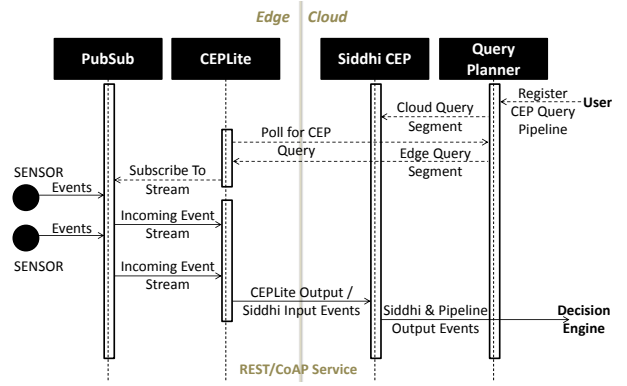 Edge Cloud
PubSub
CEPLite
Siddhi CEP
Query
Planner
Register
CEP Query
Pipeline
User
Cloud Query
Segment
Poll for CEP
Query
Edge Query
Segment
Subscribe To
Stream
SENSOR
Events
Incoming Event
Stream
Events
SENSOR
Incoming Event
Stream
CEPLite Output /
Siddhi Input Events
Siddhi & Pipeline
Output Events
Decision
Engine
REST/CoAP Service